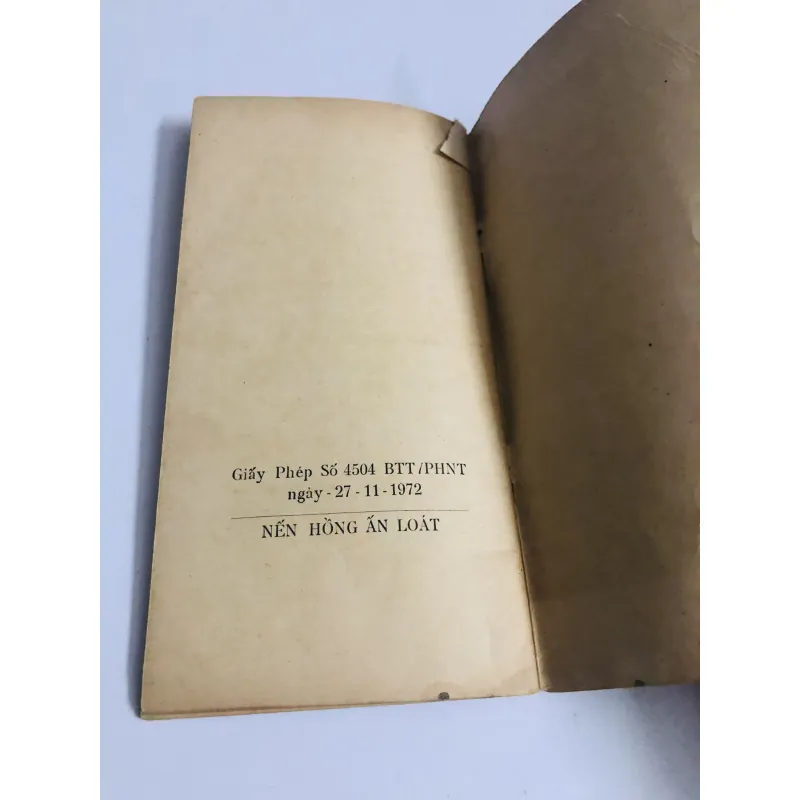 Giấy Phép Số 4504 BTT/PHNT
ngày - 27 - 11 - 1972
NẾN HỒNG ẤN LOÁT